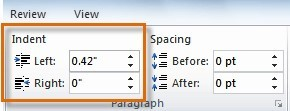 Review View
Indent Spacing
Left: 0.42" Before: 0 pt
Right: 0" After: 0 pt
Paragraph